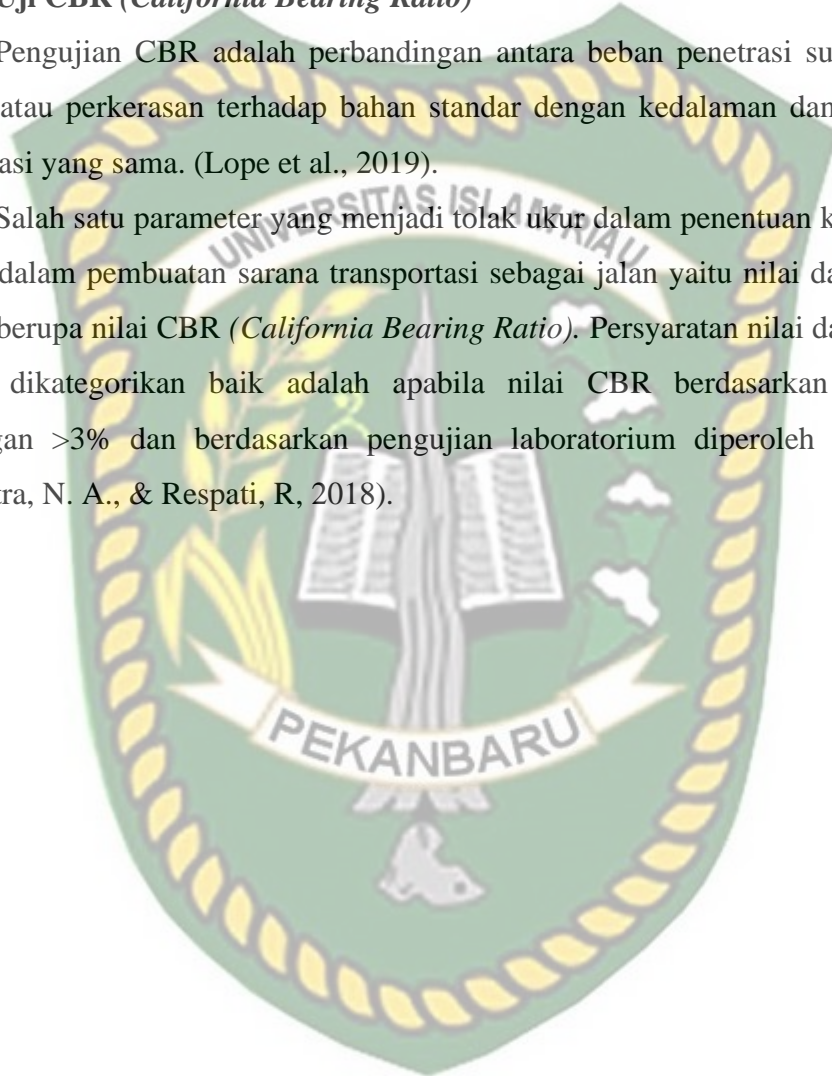 Uji CBR (California Bearing Ratio)
Pengujian CBR adalah perbandingan antara beban penetrasi su
atau perkerasan terhadap bahan standar dengan kedalaman dan
asi yang sama. (Lope et al., 2019).
Salah satu parameter yang menjadi tolak ukur dalam penentuan k
dalam pembuatan sarana transportasi sebagai jalan yaitu nilai da
berupa nilai CBR (California Bearing Ratio). Persyaratan nilai da
dikategorikan baik adalah apabila nilai CBR berdasarkan
gan >3% dan berdasarkan pengujian laboratorium diperoleh
tra, N. A., & Respati, R, 2018).
UNIVERSITAS ISLAM RIAU
PEKANBARU